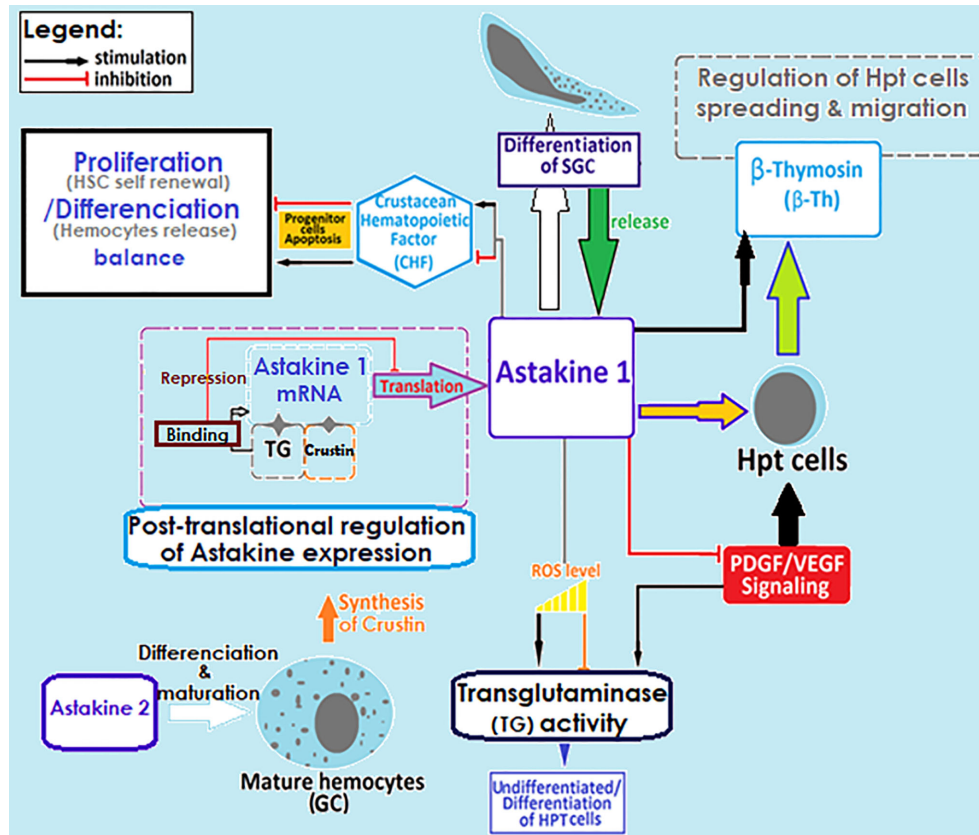 Legend:
stimulation
inhibition
Regulation of Hpt cells
spreading & migration
β-Thymosin
(β-Th)
Differentiation
of SGC
release
Proliferation
(HSC self renewal)
/Differenciation
(Hemocytes release)
balance
Progenitor
cells
Apoptosis
Crustacean
Hematopoietic
Factor
(CHF)
Astakine 1
Repression
Astakine 1
mRNA
Translation
Binding
TG
Crustin
Post-translational regulation
of Astakine expression
Hpt cells
PDGF/VEGF
Signaling
ROS level
Synthesis
of Crustin
Differenciation
&
maturation
Astakine 2
Mature hemocytes
(GC)
Transglutaminase
(TG) activity
Undifferentiated/
Differentiation
of HPT cells